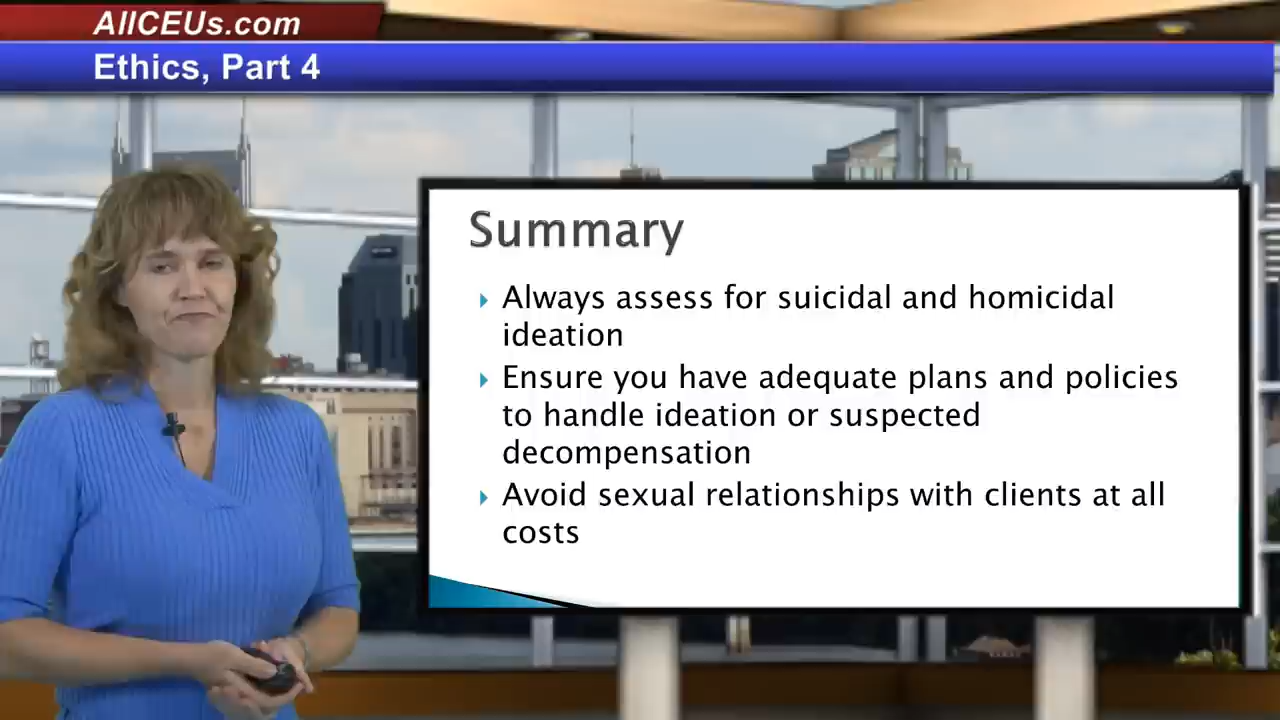 AllCEUs.com
Ethics, Part 4
Summary
Always assess for suicidal and homicidal
ideation
Ensure you have adequate plans and policies
to handle ideation or suspected
decompensation
Avoid sexual relationships with clients at all
costs